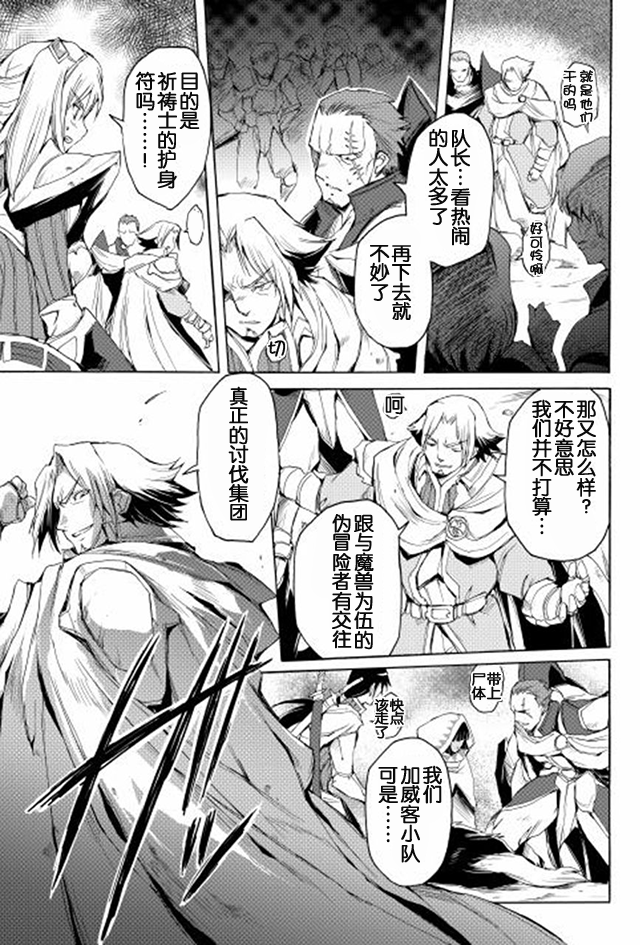 就是他们
干的吗
好可怜啊
队长…看热闹
的人太多了
再下去就
不妙了
切
目的是
祈祷士的护身
符吗……!
那又怎么样?
不好意思
我们并不打算…
呵
跟与魔兽为伍的
伪冒险者有交往
真正的讨伐集团
带上
尸体
快点
该走了
我们
加威客小队
可是……